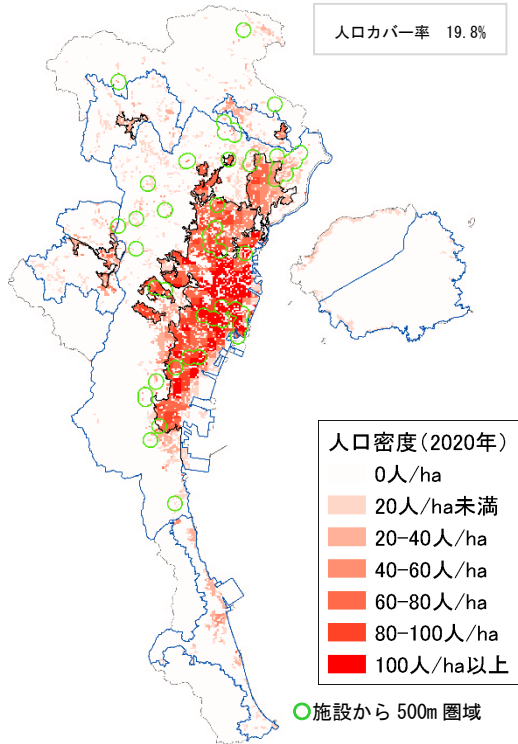 人口カバー率 19.8%
人口密度(2020年)
0人/ha
20人/ha未満
20-40人/ha
40-60人/ha
60-80人/ha
80-100人/ha
100人/ha以上
施設から500m圏域